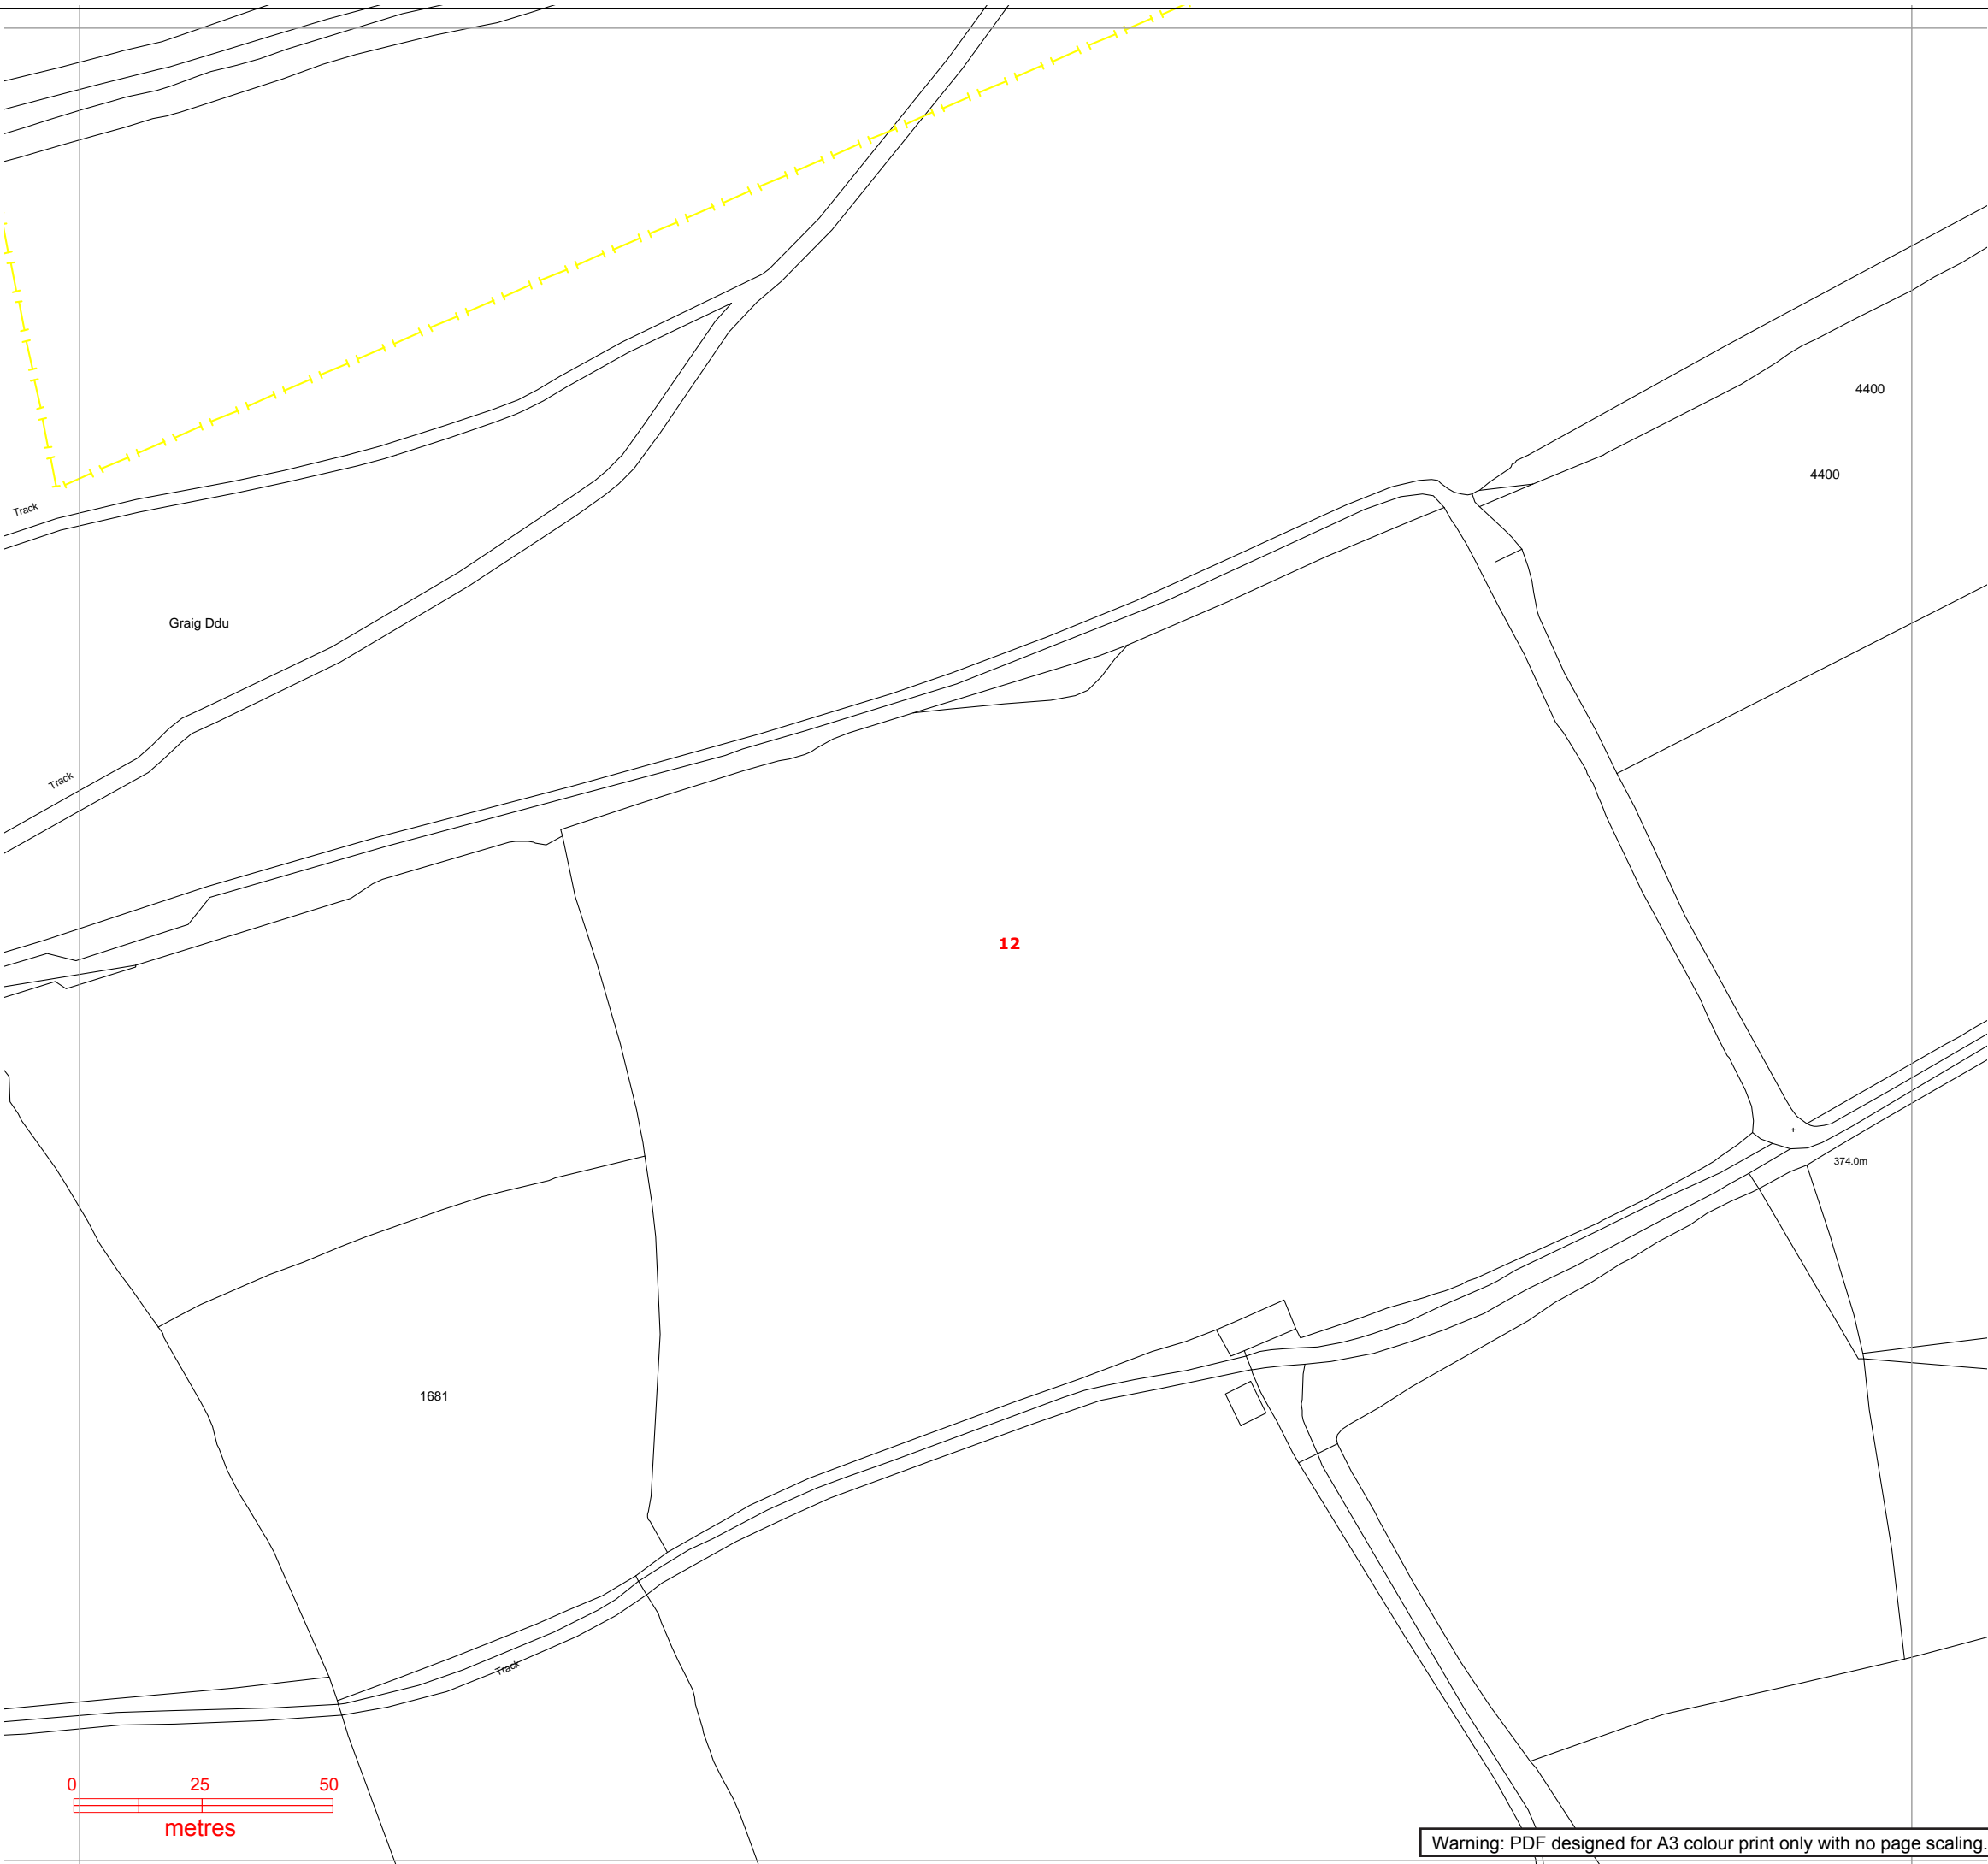 4400
4400
Track
Graig Ddu
Track
12
374.0m
1681
Track
0 25 50
metres
Warning: PDF designed for A3 colour print only with no page scaling.